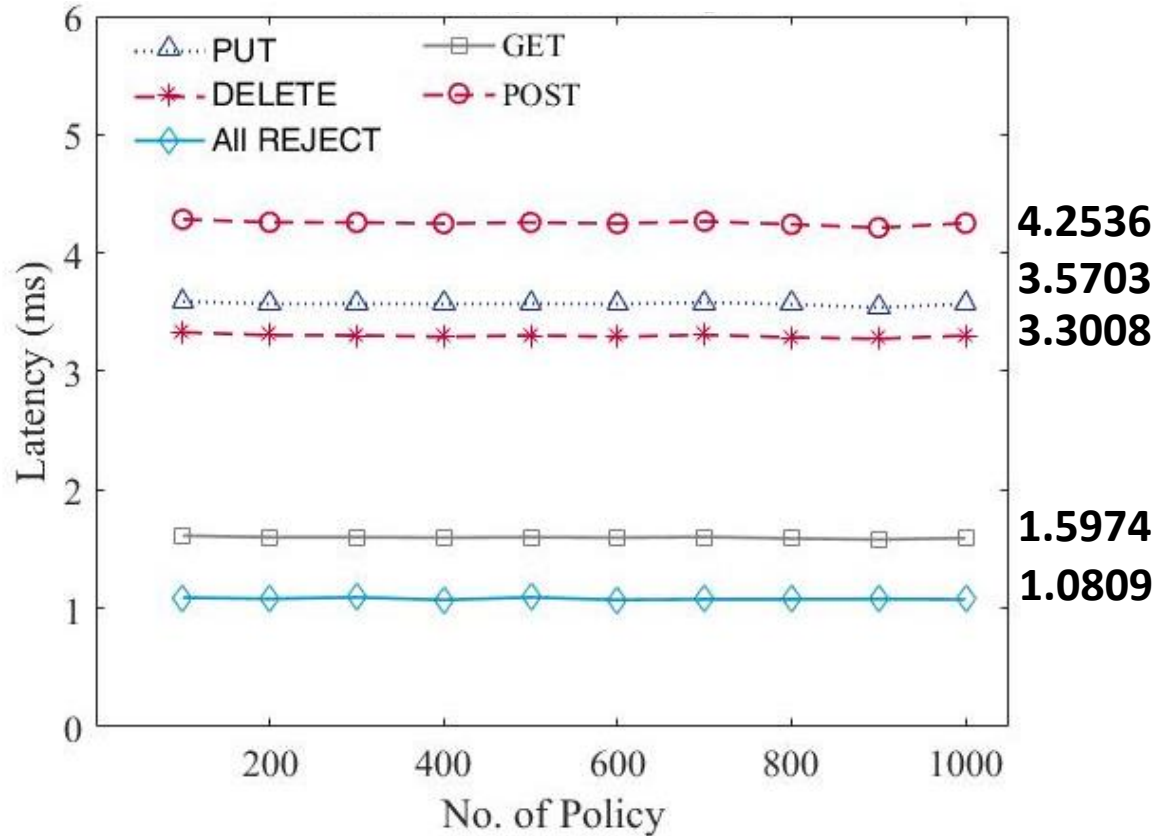 6
5
4
3
2
1
0
Latency (ms)
PUT
DELETE
All REJECT
GET
POST
4.2536
3.5703
3.3008
1.5974
1.0809
200 400 600 800 1000
No. of Policy